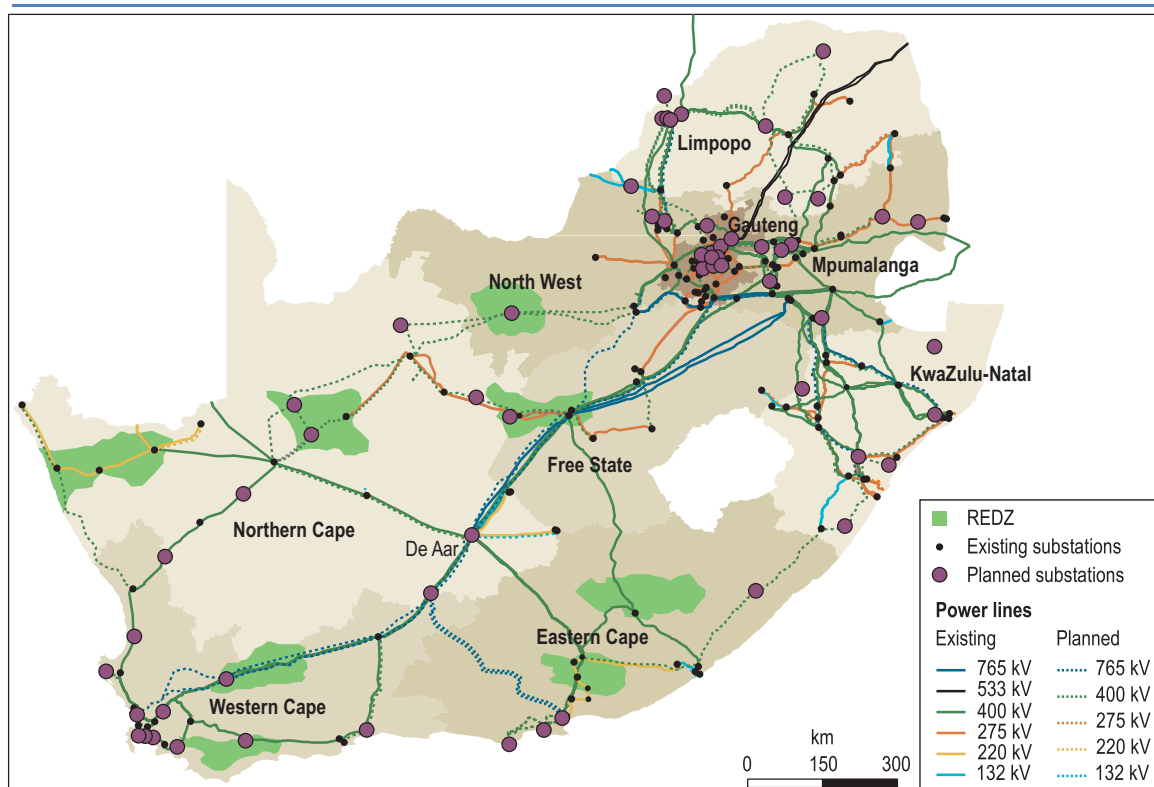 Limpopo
Gauteng
Mpumalanga
North West
KwaZulu-Natal
Free State
Northern Cape
De Aar
Eastern Cape
Western Cape
REDZ
Existing substations
Planned substations
Power lines
Existing Planned
765 kV 765 kV
533 kV 400 kV
400 kV 275 kV
275 kV 220 kV
220 kV 132 kV
132 kV
km
0 150 300